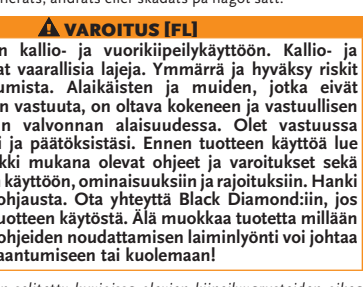 nerats, ändrats eller skadats på något sätt.
VAROITUS [FL]
n kallio- ja vuorikiipeilykäyttöön. Kallio- ja
at vaarallisia lajeja. Ymmärrä ja hyväksy riskit
tumista. Alaikäisten ja muiden, jotka eivät
n vastuuta, on oltava kokeneen ja vastuullisen
n valvonnan alaisuudessa. Olet vastuussa
i ja päätöksistäsi. Ennen tuotteen käyttöä lue
kki mukana olevat ohjeet ja varoitukset sekä
käyttöön, ominaisuuksiin ja rajoituksiin. Hanki
ohjausta. Ota yhteyttä Black Diamond:iin, jos
uotteen käytöstä. Älä muokkaa tuotetta millään
ohjeiden noudattamisen laiminlyönti voi johtaa
aantumiseen tai kuolemaan!